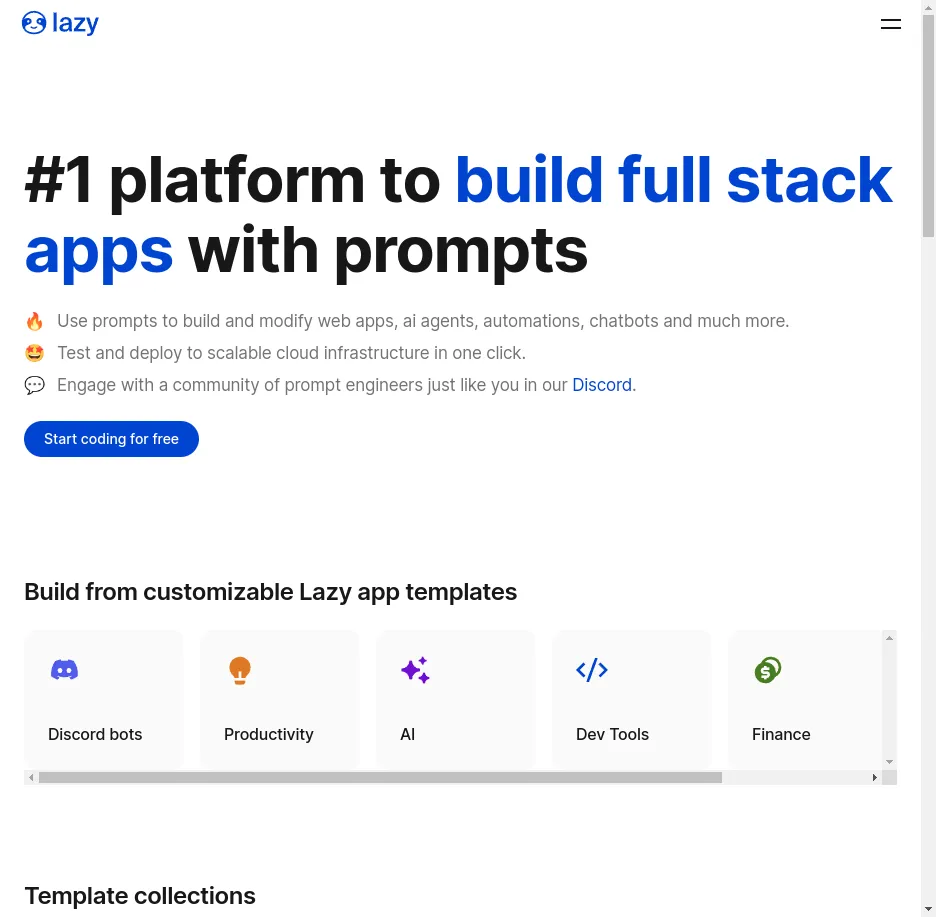 lazy
#1 platform to build full stack
apps with prompts
🔥 Use prompts to build and modify web apps, ai agents, automations, chatbots and much more.
🤩 Test and deploy to scalable cloud infrastructure in one click.
💬 Engage with a community of prompt engineers just like you in our Discord.
Start coding for free
Build from customizable Lazy app templates
Discord bots
Productivity
AI
Dev Tools
Finance
Template collections